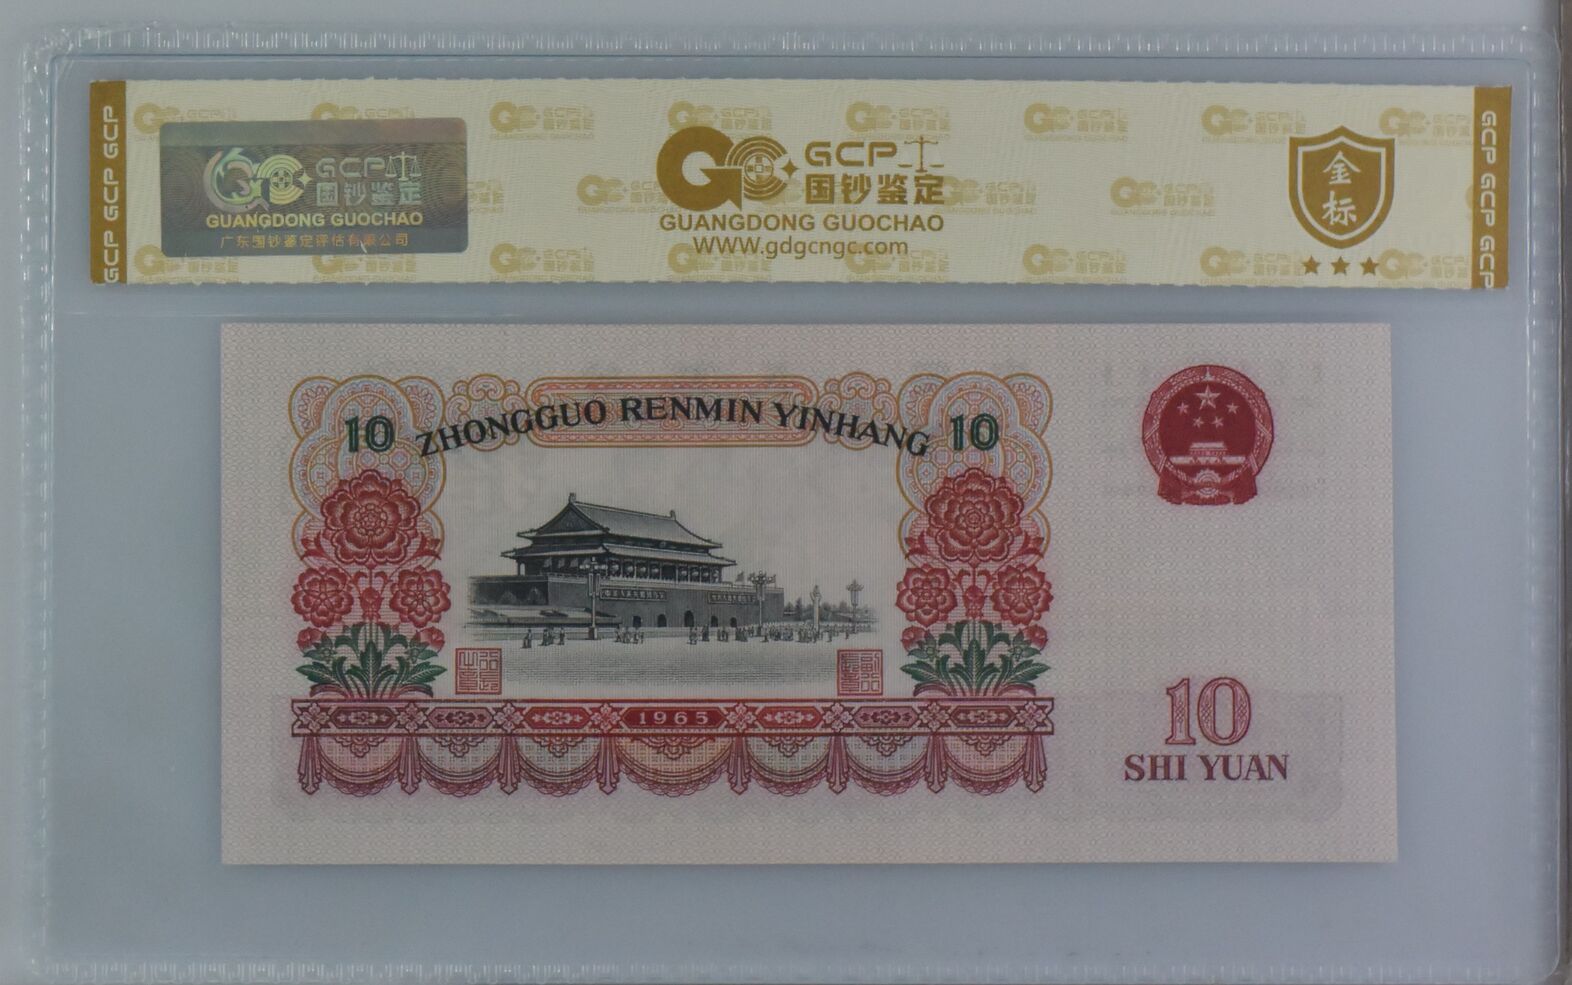 GCP GCP GCP
GCP
国钞鉴定
GUANGDONG GUOCHAO
广东国钞鉴定评估有限公司
GCP
国钞鉴定
GUANGDONG GUOCHAO
WWW.gdgcngc.com
金标
GCP GCP GCP
10 ZHONGGUO RENMIN YINHANG 10
1965
10
SHI YUAN